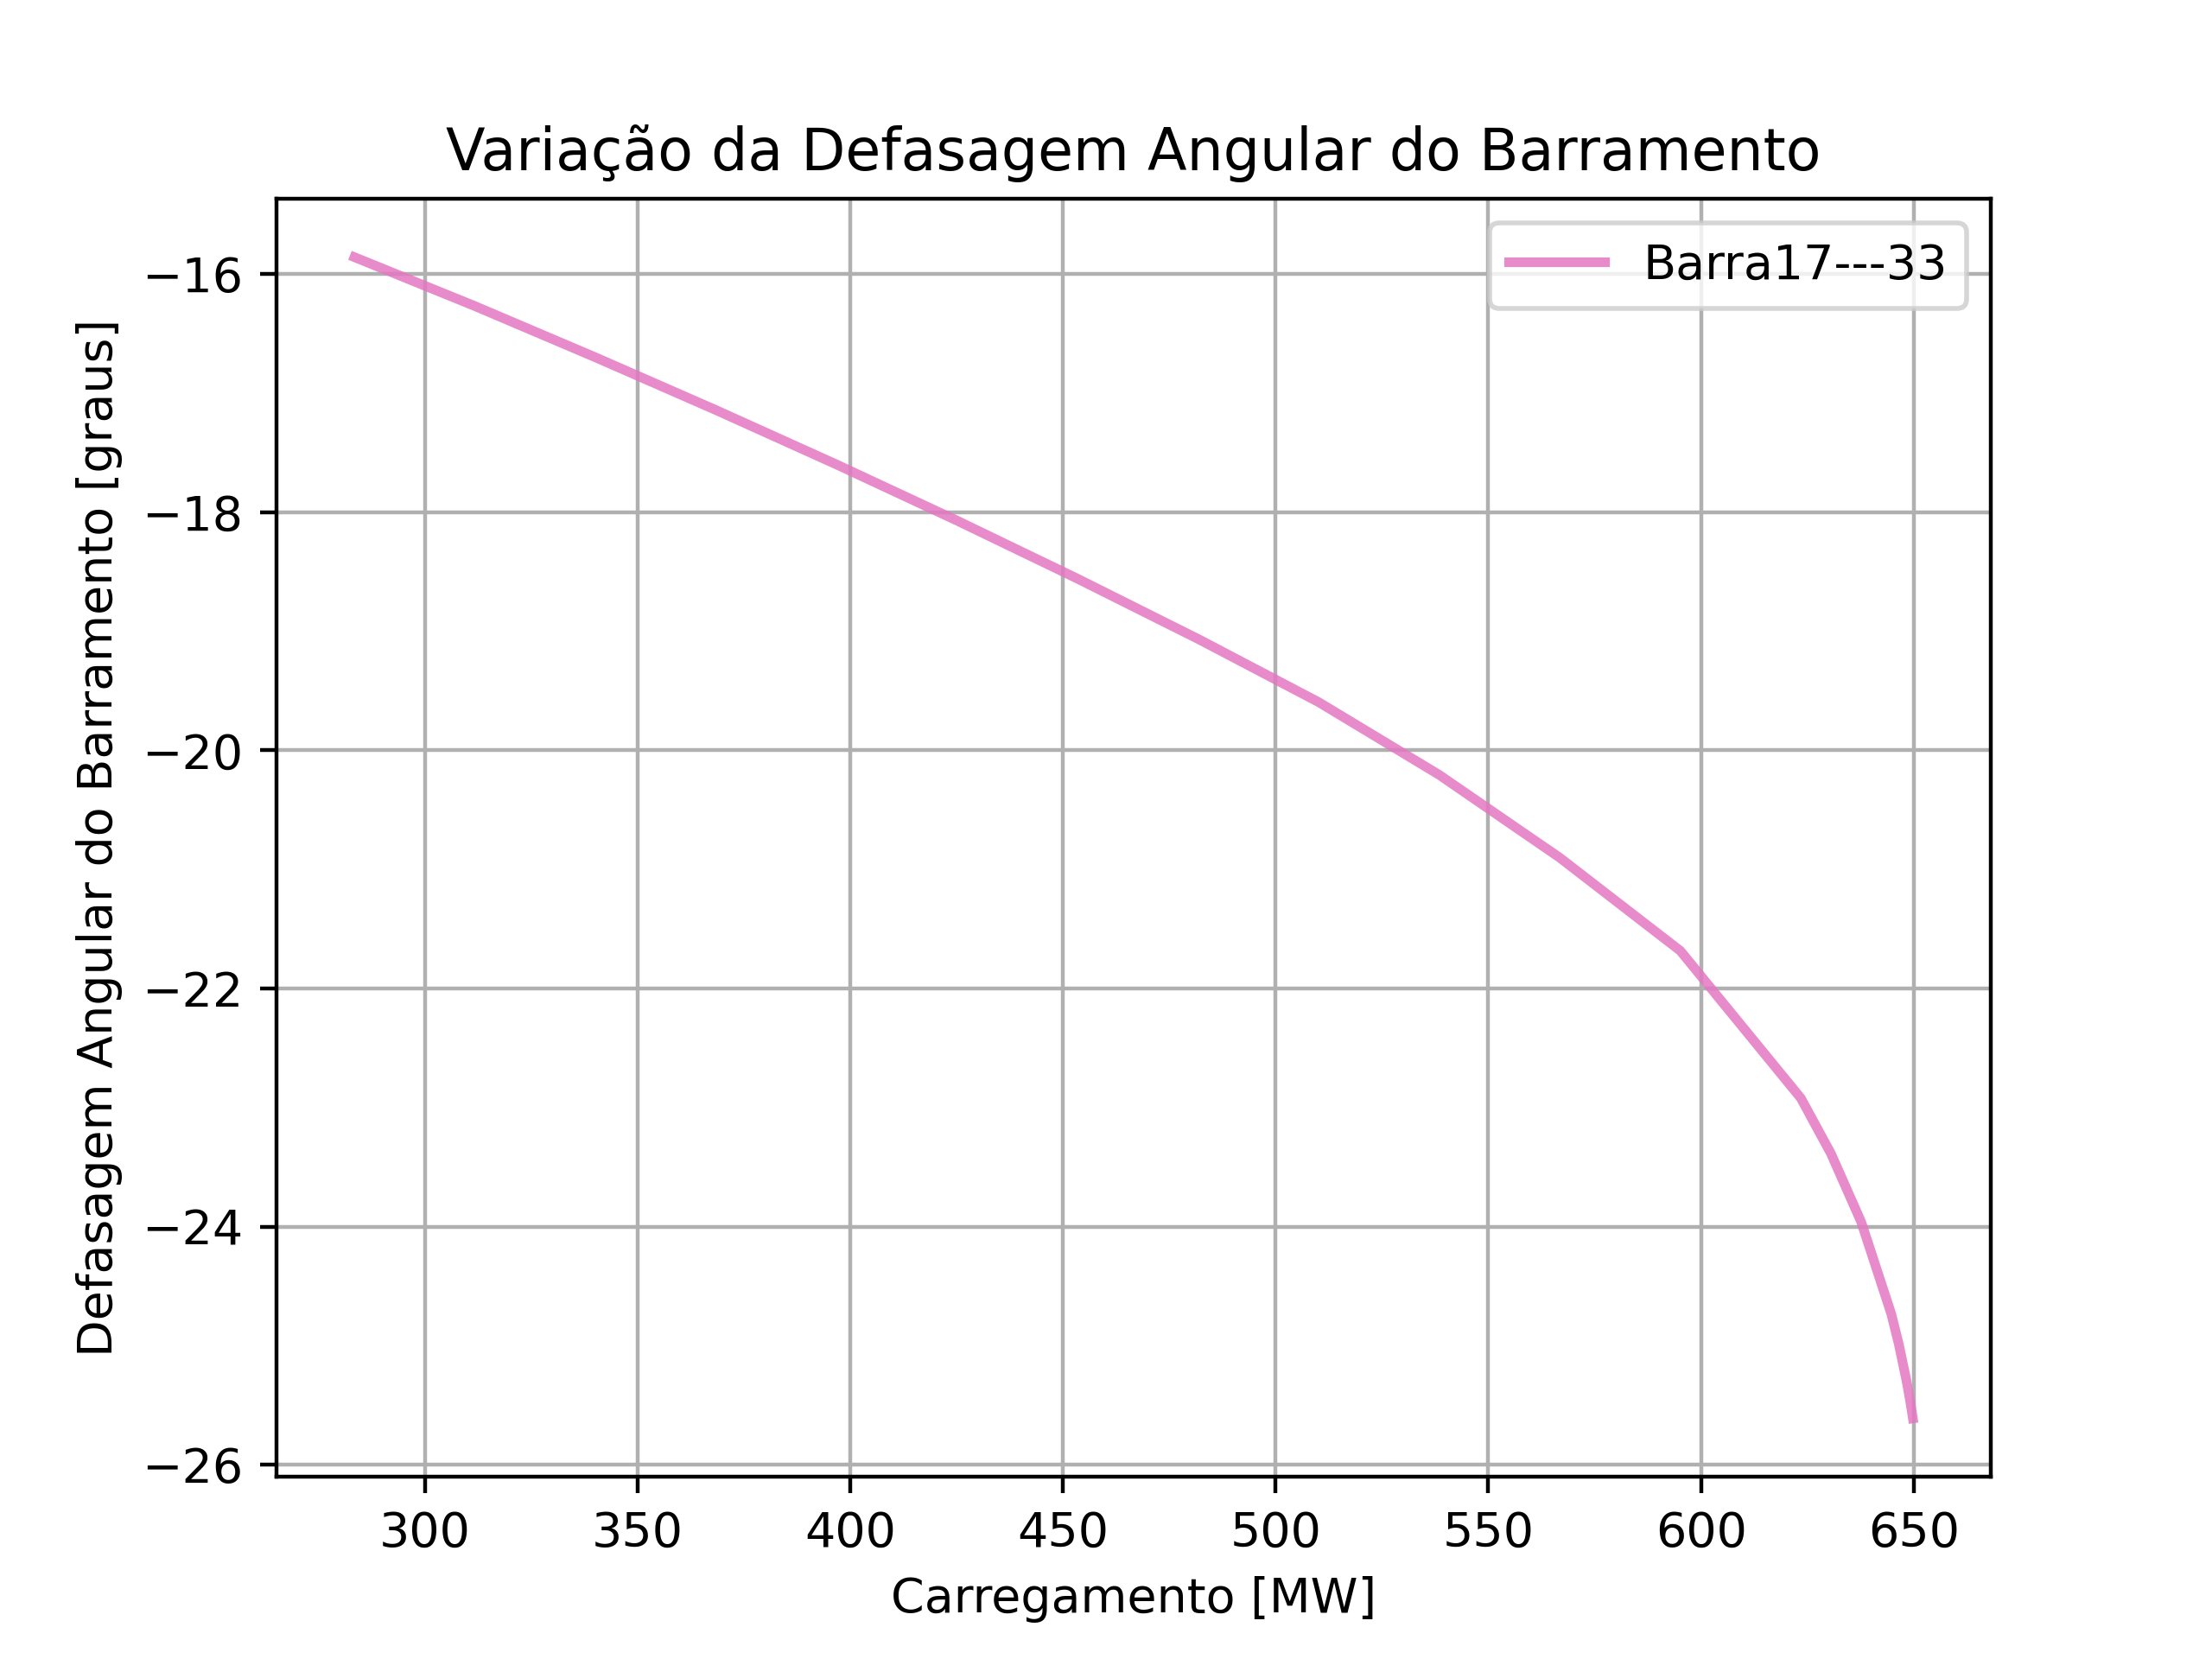 Variação da Defasagem Angular do Barramento
Barra17---33
Defasagem Angular do Barramento [graus]
−16
−18
−20
−22
−24
−26
300 350 400 450 500 550 600 650
Carregamento [MW]